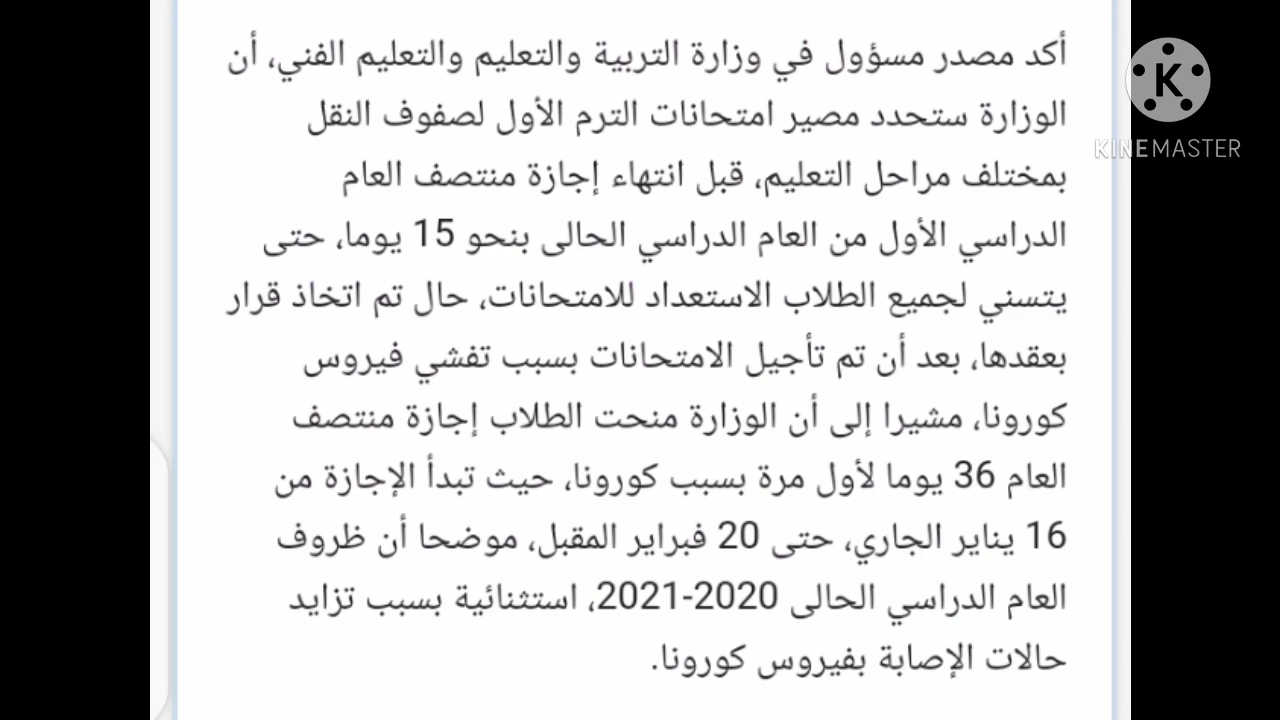 أكد مصدر مسؤول في وزارة التربية والتعليم والتعليم الفني، أن
الوزارة ستحدد مصير امتحانات الترم الأول لصفوف النقل
بمختلف مراحل التعليم، قبل انتهاء إجازة منتصف العام
الدراسي الأول من العام الدراسي الحالى بنحو 15 يوما، حتى
يتسني لجميع الطلاب الاستعداد للامتحانات، حال تم اتخاذ قرار
بعقدها، بعد أن تم تأجيل الامتحانات بسبب تفشي فيروس
كورونا، مشيرا إلى أن الوزارة منحت الطلاب إجازة منتصف
العام 36 يوما لأول مرة بسبب كورونا، حيث تبدأ الإجازة من
16 يناير الجاري، حتى 20 فبراير المقبل، موضحا أن ظروف
العام الدراسي الحالى 2020-2021، استثنائية بسبب تزايد
حالات الإصابة بفيروس كورونا.
K
KINEMASTER